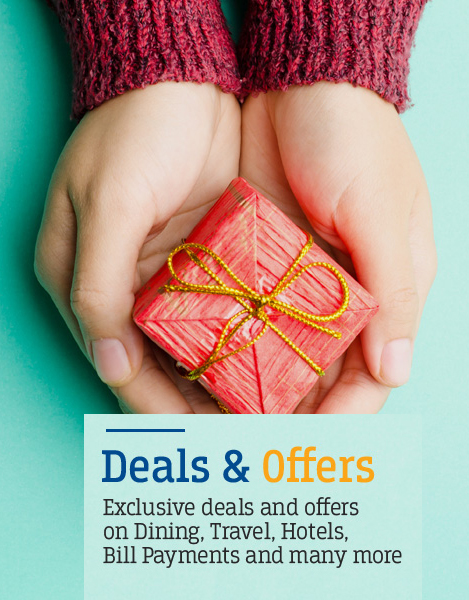 Deals & Offers
Exclusive deals and offers
on Dining, Travel, Hotels,
Bill Payments and many more